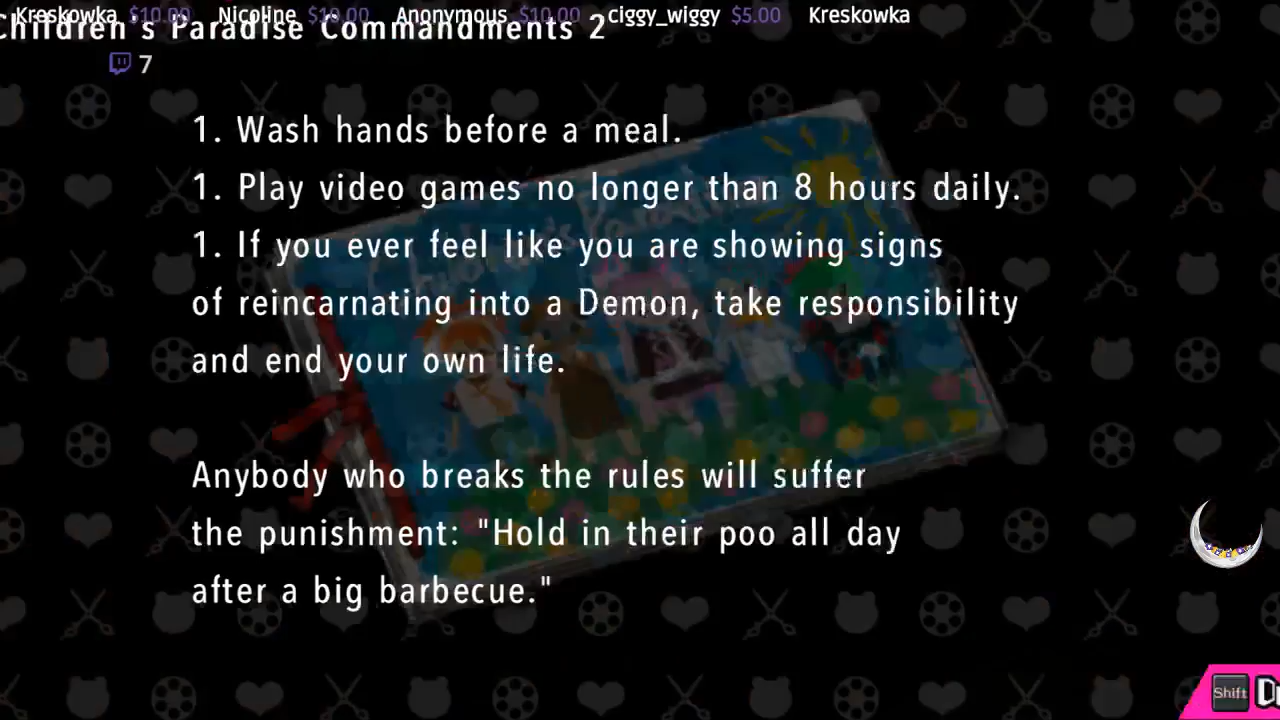 Kreskowka $10.00 Nicoline $10.00 Anonymous $10.00 ciggy_wiggy $5.00 Kreskowka
Children's Paradise Commandments 2
7
1. Wash hands before a meal.
1. Play video games no longer than 8 hours daily.
1. If you ever feel like you are showing signs
of reincarnating into a Demon, take responsibility
and end your own life.
Anybody who breaks the rules will suffer
the punishment: "Hold in their poo all day
after a big barbecue."
Shift